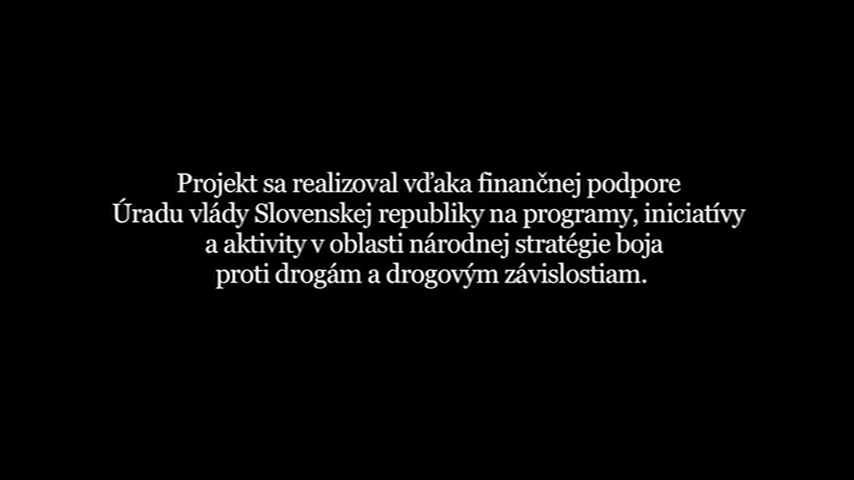 Projekt sa realizoval vďaka finančnej podpore
Úradu vlády Slovenskej republiky na programy, iniciatívy
a aktivity v oblasti národnej stratégie boja
proti drogám a drogovým závislostiam.